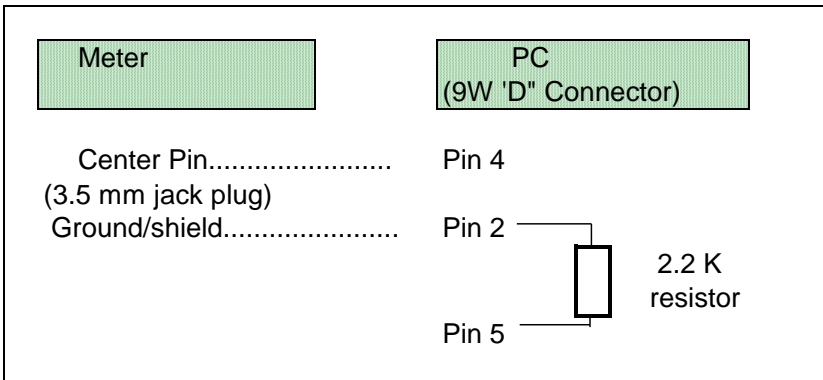 Meter
PC
(9W 'D" Connector)
Center Pin........................ Pin 4
(3.5 mm jack plug)
Ground/shield....................... Pin 2
2.2 K
resistor
Pin 5